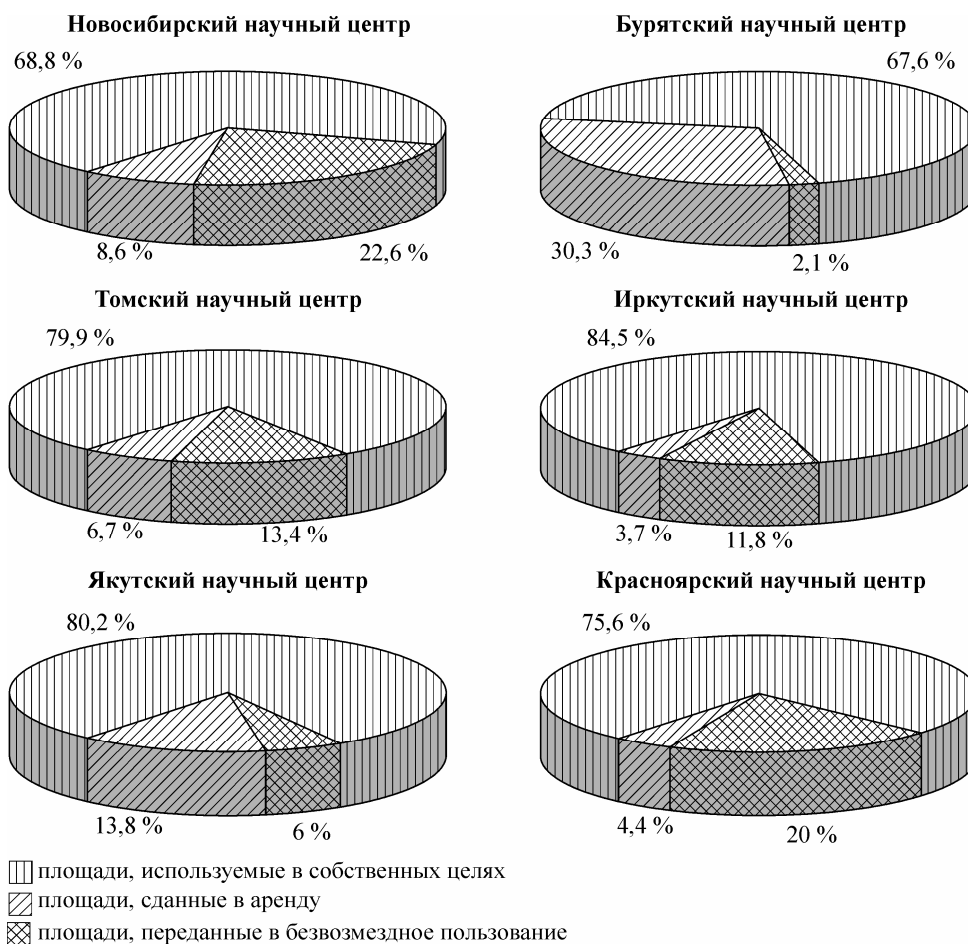 Новосибирский научный центр
68,8 %
8,6 %
22,6 %
Бурятский научный центр
67,6 %
30,3 %
2,1 %
Томский научный центр
79,9 %
6,7 %
13,4 %
Иркутский научный центр
84,5 %
3,7 %
11,8 %
Якутский научный центр
80,2 %
13,8 %
6 %
Красноярский научный центр
75,6 %
4,4 %
20 %
площади, используемые в собственных целях
площади, сданные в аренду
площади, переданные в безвозмездное пользование